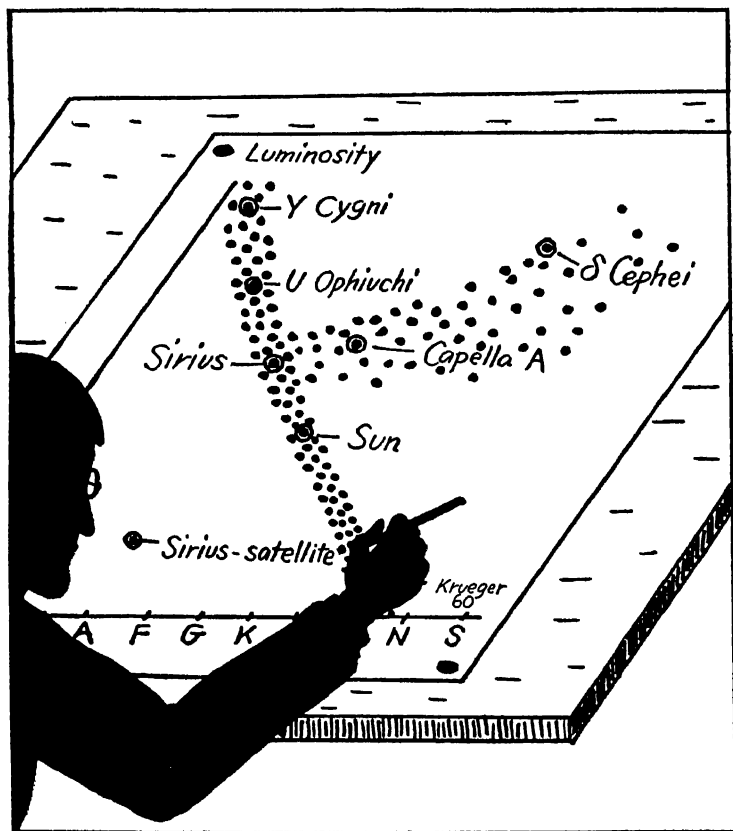 Luminosity
Y Cygni
δ Cephei
U Ophiuchi
Sirius
Capella A
Sun
Sirius-satellite
Krueger
60
A F G K N S